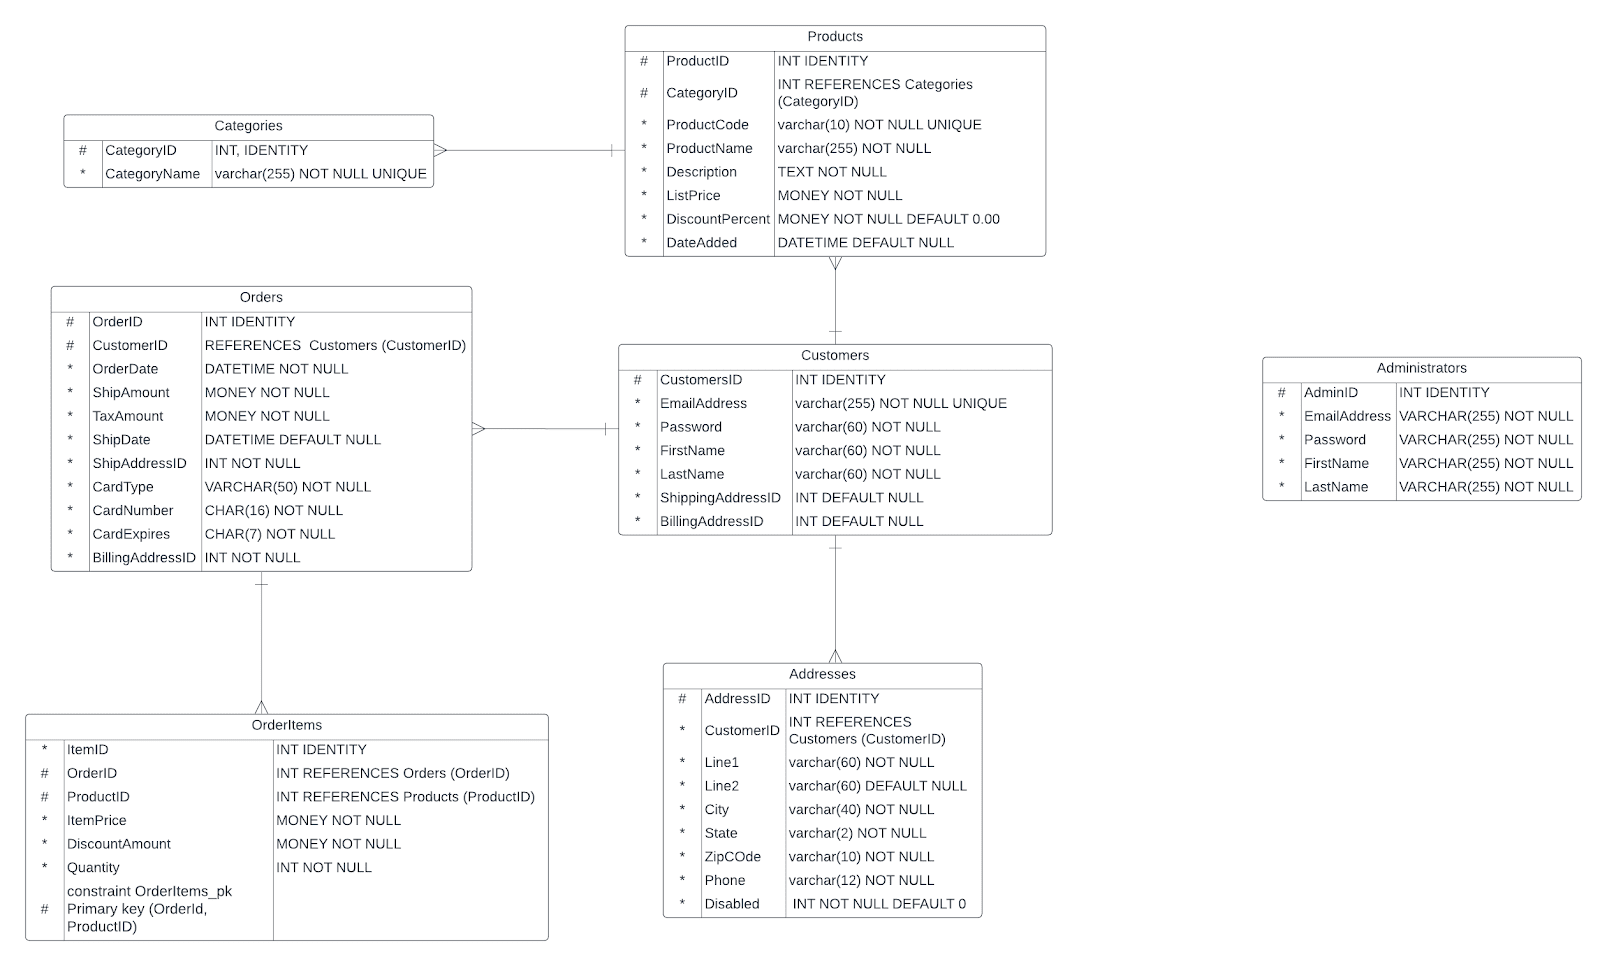 Products
# ProductID INT IDENTITY
# CategoryID INT REFERENCES Categories
(CategoryID)
* ProductCode varchar(10) NOT NULL UNIQUE
* ProductName varchar(255) NOT NULL
* Description TEXT NOT NULL
* ListPrice MONEY NOT NULL
* DiscountPercent MONEY NOT NULL DEFAULT 0.00
* DateAdded DATETIME DEFAULT NULL
Categories
# CategoryID INT, IDENTITY
* CategoryName varchar(255) NOT NULL UNIQUE
Orders
# OrderID INT IDENTITY
# CustomerID REFERENCES Customers (CustomerID)
* OrderDate DATETIME NOT NULL
* ShipAmount MONEY NOT NULL
* TaxAmount MONEY NOT NULL
* ShipDate DATETIME DEFAULT NULL
* ShipAddressID INT NOT NULL
* CardType VARCHAR(50) NOT NULL
* CardNumber CHAR(16) NOT NULL
* CardExpires CHAR(7) NOT NULL
* BillingAddressID INT NOT NULL
Customers
# CustomersID INT IDENTITY
* EmailAddress varchar(255) NOT NULL UNIQUE
* Password varchar(60) NOT NULL
* FirstName varchar(60) NOT NULL
* LastName varchar(60) NOT NULL
* ShippingAddressID INT DEFAULT NULL
* BillingAddressID INT DEFAULT NULL
Administrators
# AdminID INT IDENTITY
* EmailAddress VARCHAR(255) NOT NULL
* Password VARCHAR(255) NOT NULL
* FirstName VARCHAR(255) NOT NULL
* LastName VARCHAR(255) NOT NULL
OrderItems
* ItemID INT IDENTITY
# OrderID INT REFERENCES Orders (OrderID)
# ProductID INT REFERENCES Products (ProductID)
* ItemPrice MONEY NOT NULL
* DiscountAmount MONEY NOT NULL
* Quantity INT NOT NULL
constraint OrderItems_pk
# Primary key (OrderId,
ProductID)
Addresses
# AddressID INT IDENTITY
* CustomerID INT REFERENCES
Customers (CustomerID)
* Line1 varchar(60) NOT NULL
* Line2 varchar(60) DEFAULT NULL
* City varchar(40) NOT NULL
* State varchar(2) NOT NULL
* ZipCOde varchar(10) NOT NULL
* Phone varchar(12) NOT NULL
* Disabled INT NOT NULL DEFAULT 0